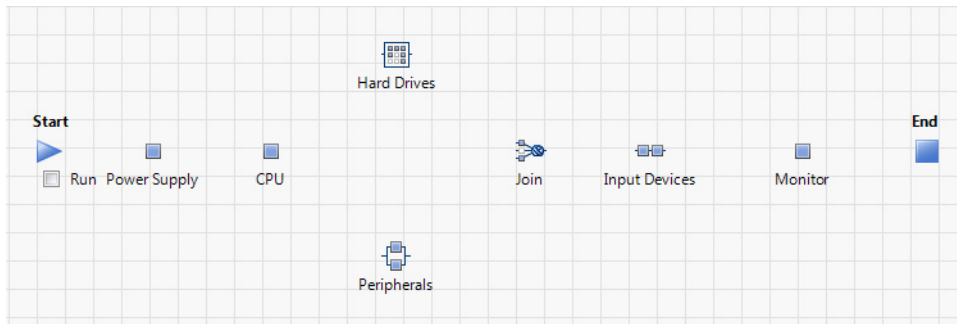 Hard Drives
Start
End
Run
Power Supply
CPU
Join
Input Devices
Monitor
Peripherals